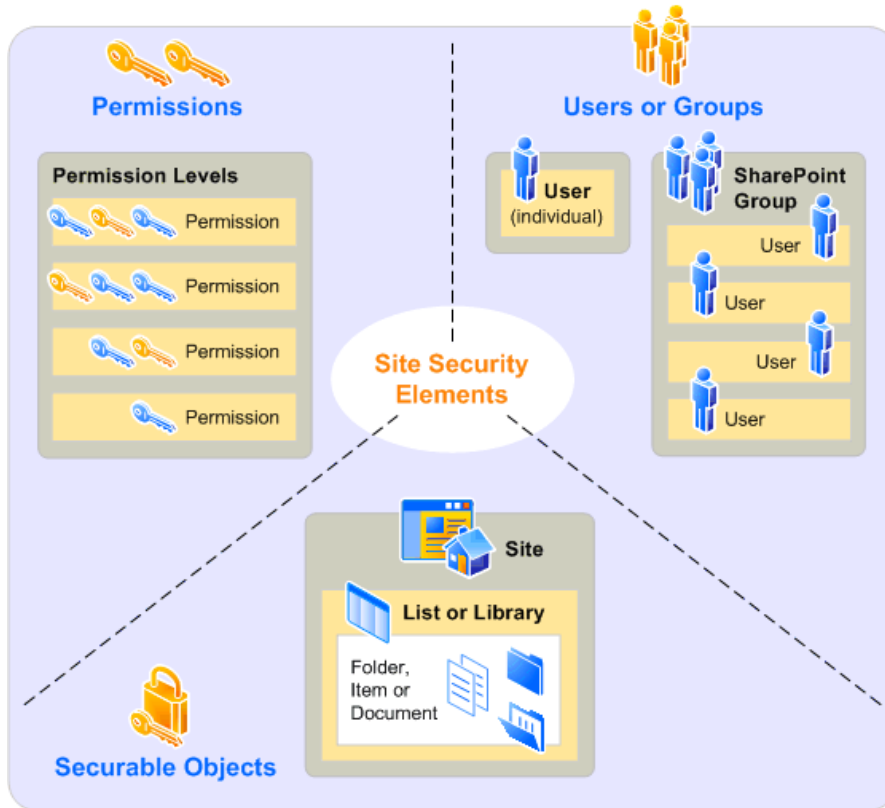 Permissions
Permission Levels
Permission
Permission
Permission
Permission
Users or Groups
User
(individual)
SharePoint
Group
User
User
User
User
Site Security
Elements
Site
List or Library
Folder,
Item or
Document
Securable Objects